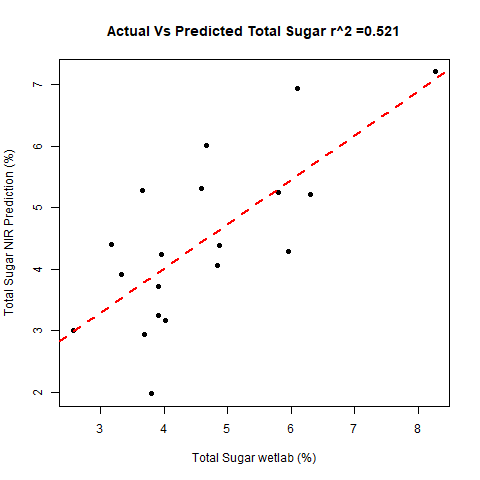 Actual Vs Predicted Total Sugar r^2 =0.521
Total Sugar NIR Prediction (%)
7
6
5
4
3
2
3 4 5 6 7 8
Total Sugar wetlab (%)